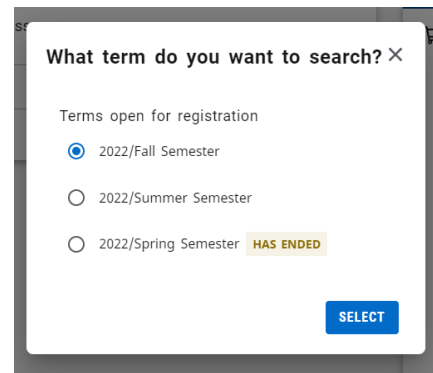 What term do you want to search?
Terms open for registration
2022/Fall Semester
2022/Summer Semester
2022/Spring Semester HAS ENDED
SELECT